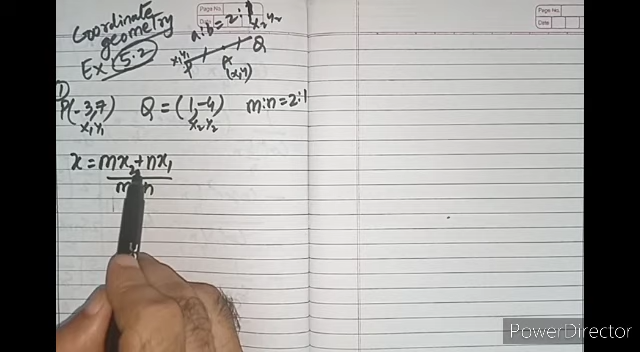 Coordinate
geometry
Ex 5.2
a:b = 2:1
x₁y₁
P
A
(x,y)
Q
x₂y₂
①
P(-3,7) Q = (1,-4) m:n = 2:1
x₁y₁ x₂y₂
x = mx₂+nx₁
m n
Page No.
Date
Page No.
Date
PowerDirector